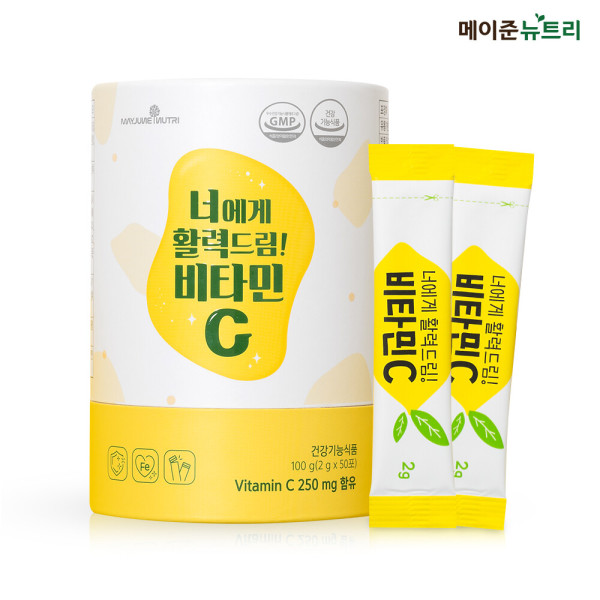 메이준뉴트리
MAYJUNE NUTRI
GMP
건강
기능식품
너에게
활력드림!
비타민
C
Fe
건강기능식품
100 g(2 g x 50포)
Vitamin C 250 mg 함유
너에게 활력드림!
비타민C
2g
너에게 활력드림!
비타민C
2g